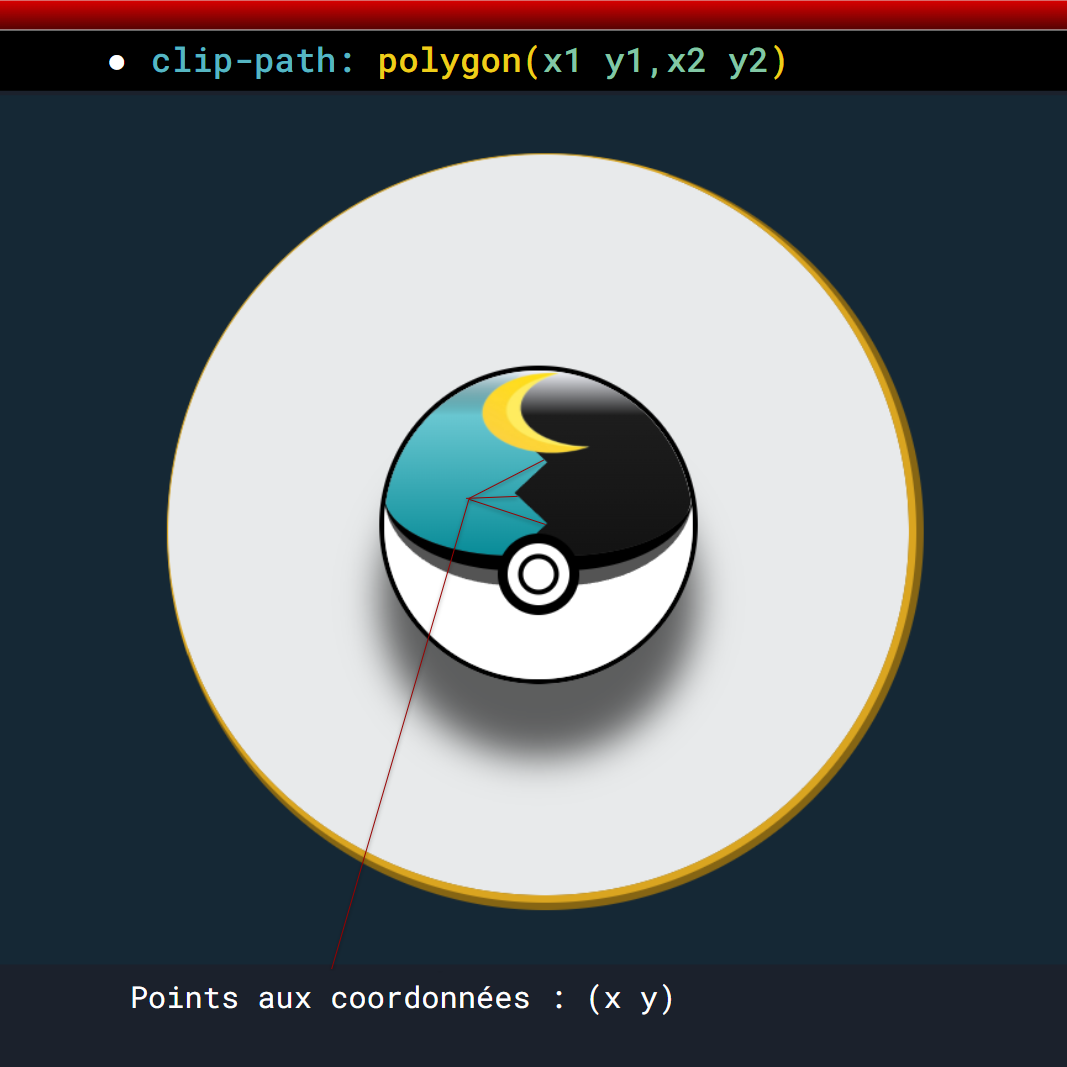 • clip-path: polygon(x1 y1,x2 y2)
Points aux coordonnées : (x y)